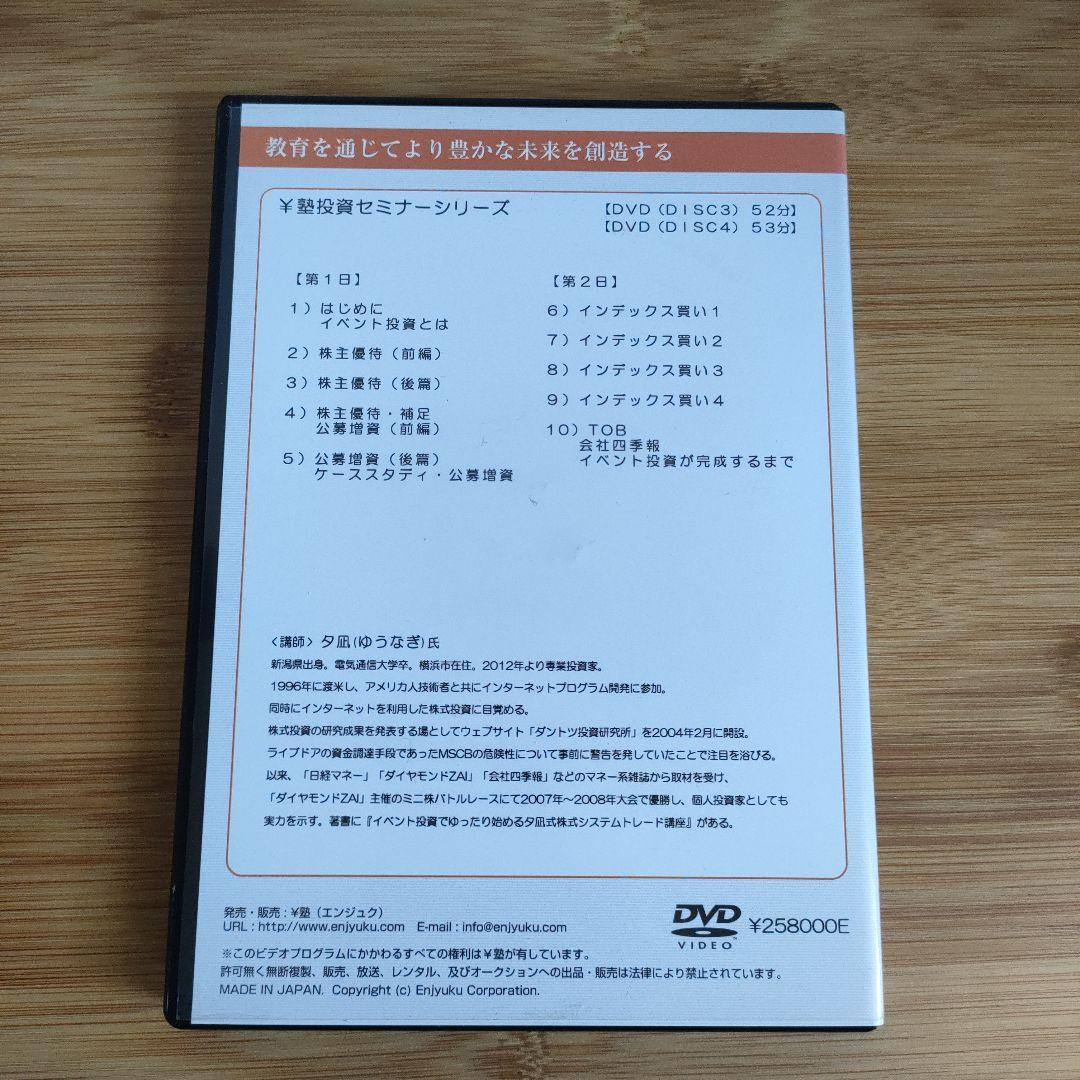 教育を通じてより豊かな未来を創造する
￥塾投資セミナーシリーズ
【DVD（DISC3）52分】
【DVD（DISC4）53分】
【第1日】
1）はじめに
イベント投資とは
2）株主優待（前編）
3）株主優待（後篇）
4）株主優待・補足
公募増資（前編）
5）公募増資（後篇）
ケーススタディ・公募増資
【第2日】
6）インデックス買い1
7）インデックス買い2
8）インデックス買い3
9）インデックス買い4
10）TOB
会社四季報
イベント投資が完成するまで
〈講師〉夕凪(ゆうなぎ)氏
新潟県出身。電気通信大学卒。横浜市在住。2012年より専業投資家。
1996年に渡米し、アメリカ人技術者と共にインターネットプログラム開発に参加。
同時にインターネットを利用した株式投資に目覚める。
株式投資の研究成果を発表する場としてウェブサイト「ダントツ投資研究所」を2004年2月に開設。
ライブドアの資金調達手段であったMSCBの危険性について事前に警告を発していたことで注目を浴びる。
以来、「日経マネー」「ダイヤモンドZAI」「会社四季報」などのマネー系雑誌から取材を受け、
「ダイヤモンドZAI」主催のミニ株バトルレースにて2007年～2008年大会で優勝し、個人投資家としても
実力を示す。著書に『イベント投資でゆったり始める夕凪式株式システムトレード講座』がある。
発売・販売：￥塾（エンジュク）
URL : http://www.enjyuku.com E-mail : info@enjyuku.com
DVD
VIDEO
￥258000E
※このビデオプログラムにかかわるすべての権利は￥塾が有しています。
許可無く無断複製、販売、放送、レンタル、及びオークションへの出品・販売は法律により禁止されています。
MADE IN JAPAN. Copyright (c) Enjyuku Corporation.